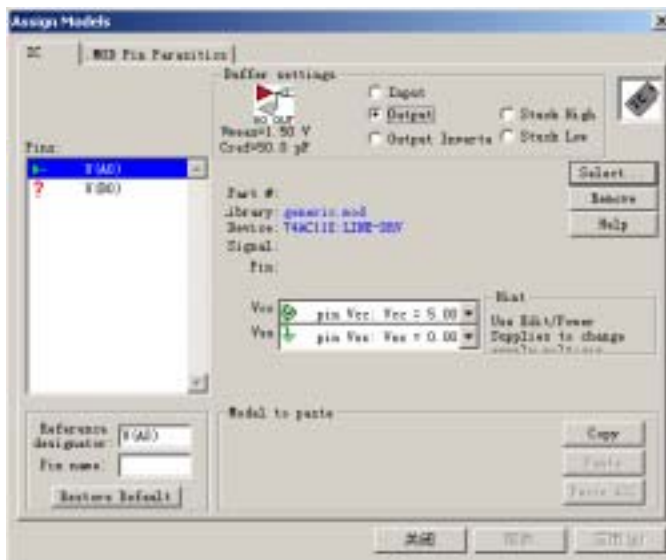 Assign Models
IC
MOD Pin Parasitics
Buffer settings
Input
Output
Output Inverte
Stuck High
Stuck Low
Vmeas=1.50 V
Cref=50.0 pF
Pins:
U(A0)
U(B0)
Select
Remove
Help
Part #:
Library: generic.mod
Device: 74AC11X:LINE-DRV
Signal:
Pin:
Vcc pin Vcc: Vcc = 5.00
Vss pin Vss: Vss = 0.00
Hint
Use Edit/Power
Supplies to change
Model to paste
Reference
designator: U(A0)
Pin name:
Restore Default
Copy
Paste
Paste All
关闭